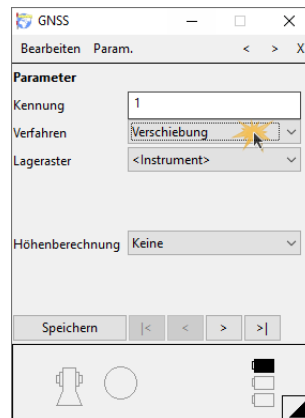 GNSS
Bearbeiten Param. < > X
Parameter
Kennung 1
Verfahren Verschiebung
Lageraster <Instrument>
Höhenberechnung Keine
Speichern |< < > >|